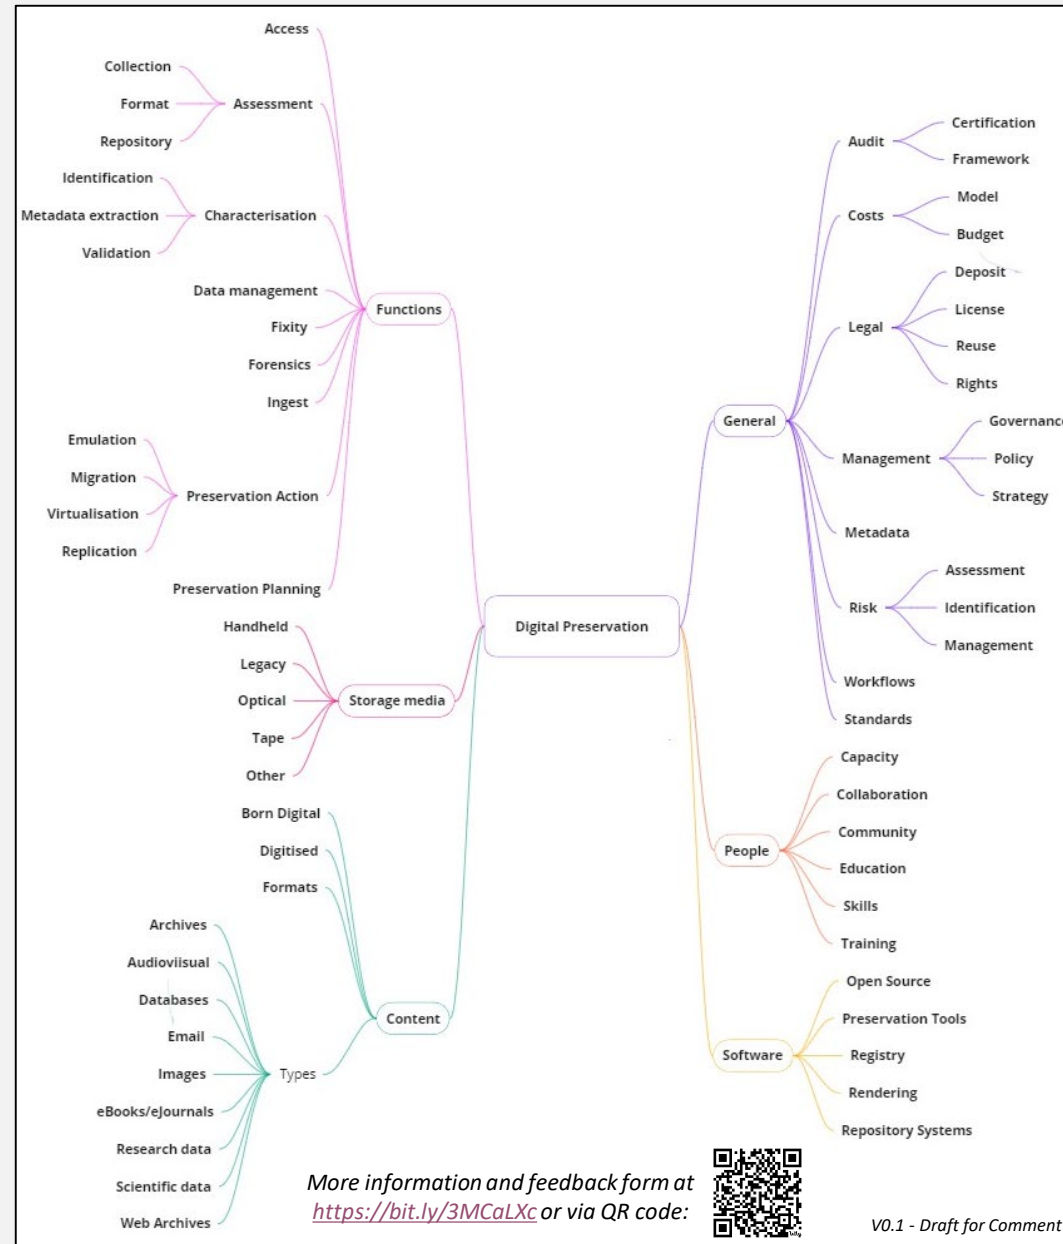 Digital Preservation
Functions
Access
Assessment
Collection
Format
Repository
Characterisation
Identification
Metadata extraction
Validation
Data management
Fixity
Forensics
Ingest
Preservation Action
Emulation
Migration
Virtualisation
Replication
Preservation Planning
Storage media
Handheld
Legacy
Optical
Tape
Other
Content
Born Digital
Digitised
Formats
Types
Archives
Audioviisual
Databases
Email
Images
eBooks/eJournals
Research data
Scientific data
Web Archives
General
Audit
Certification
Framework
Costs
Model
Budget
Legal
Deposit
License
Reuse
Rights
Management
Governance
Policy
Strategy
Metadata
Risk
Assessment
Identification
Management
Workflows
Standards
People
Capacity
Collaboration
Community
Education
Skills
Training
Software
Open Source
Preservation Tools
Registry
Rendering
Repository Systems
More information and feedback form at
https://bit.ly/3MCaLXc or via QR code:
V0.1 - Draft for Comment